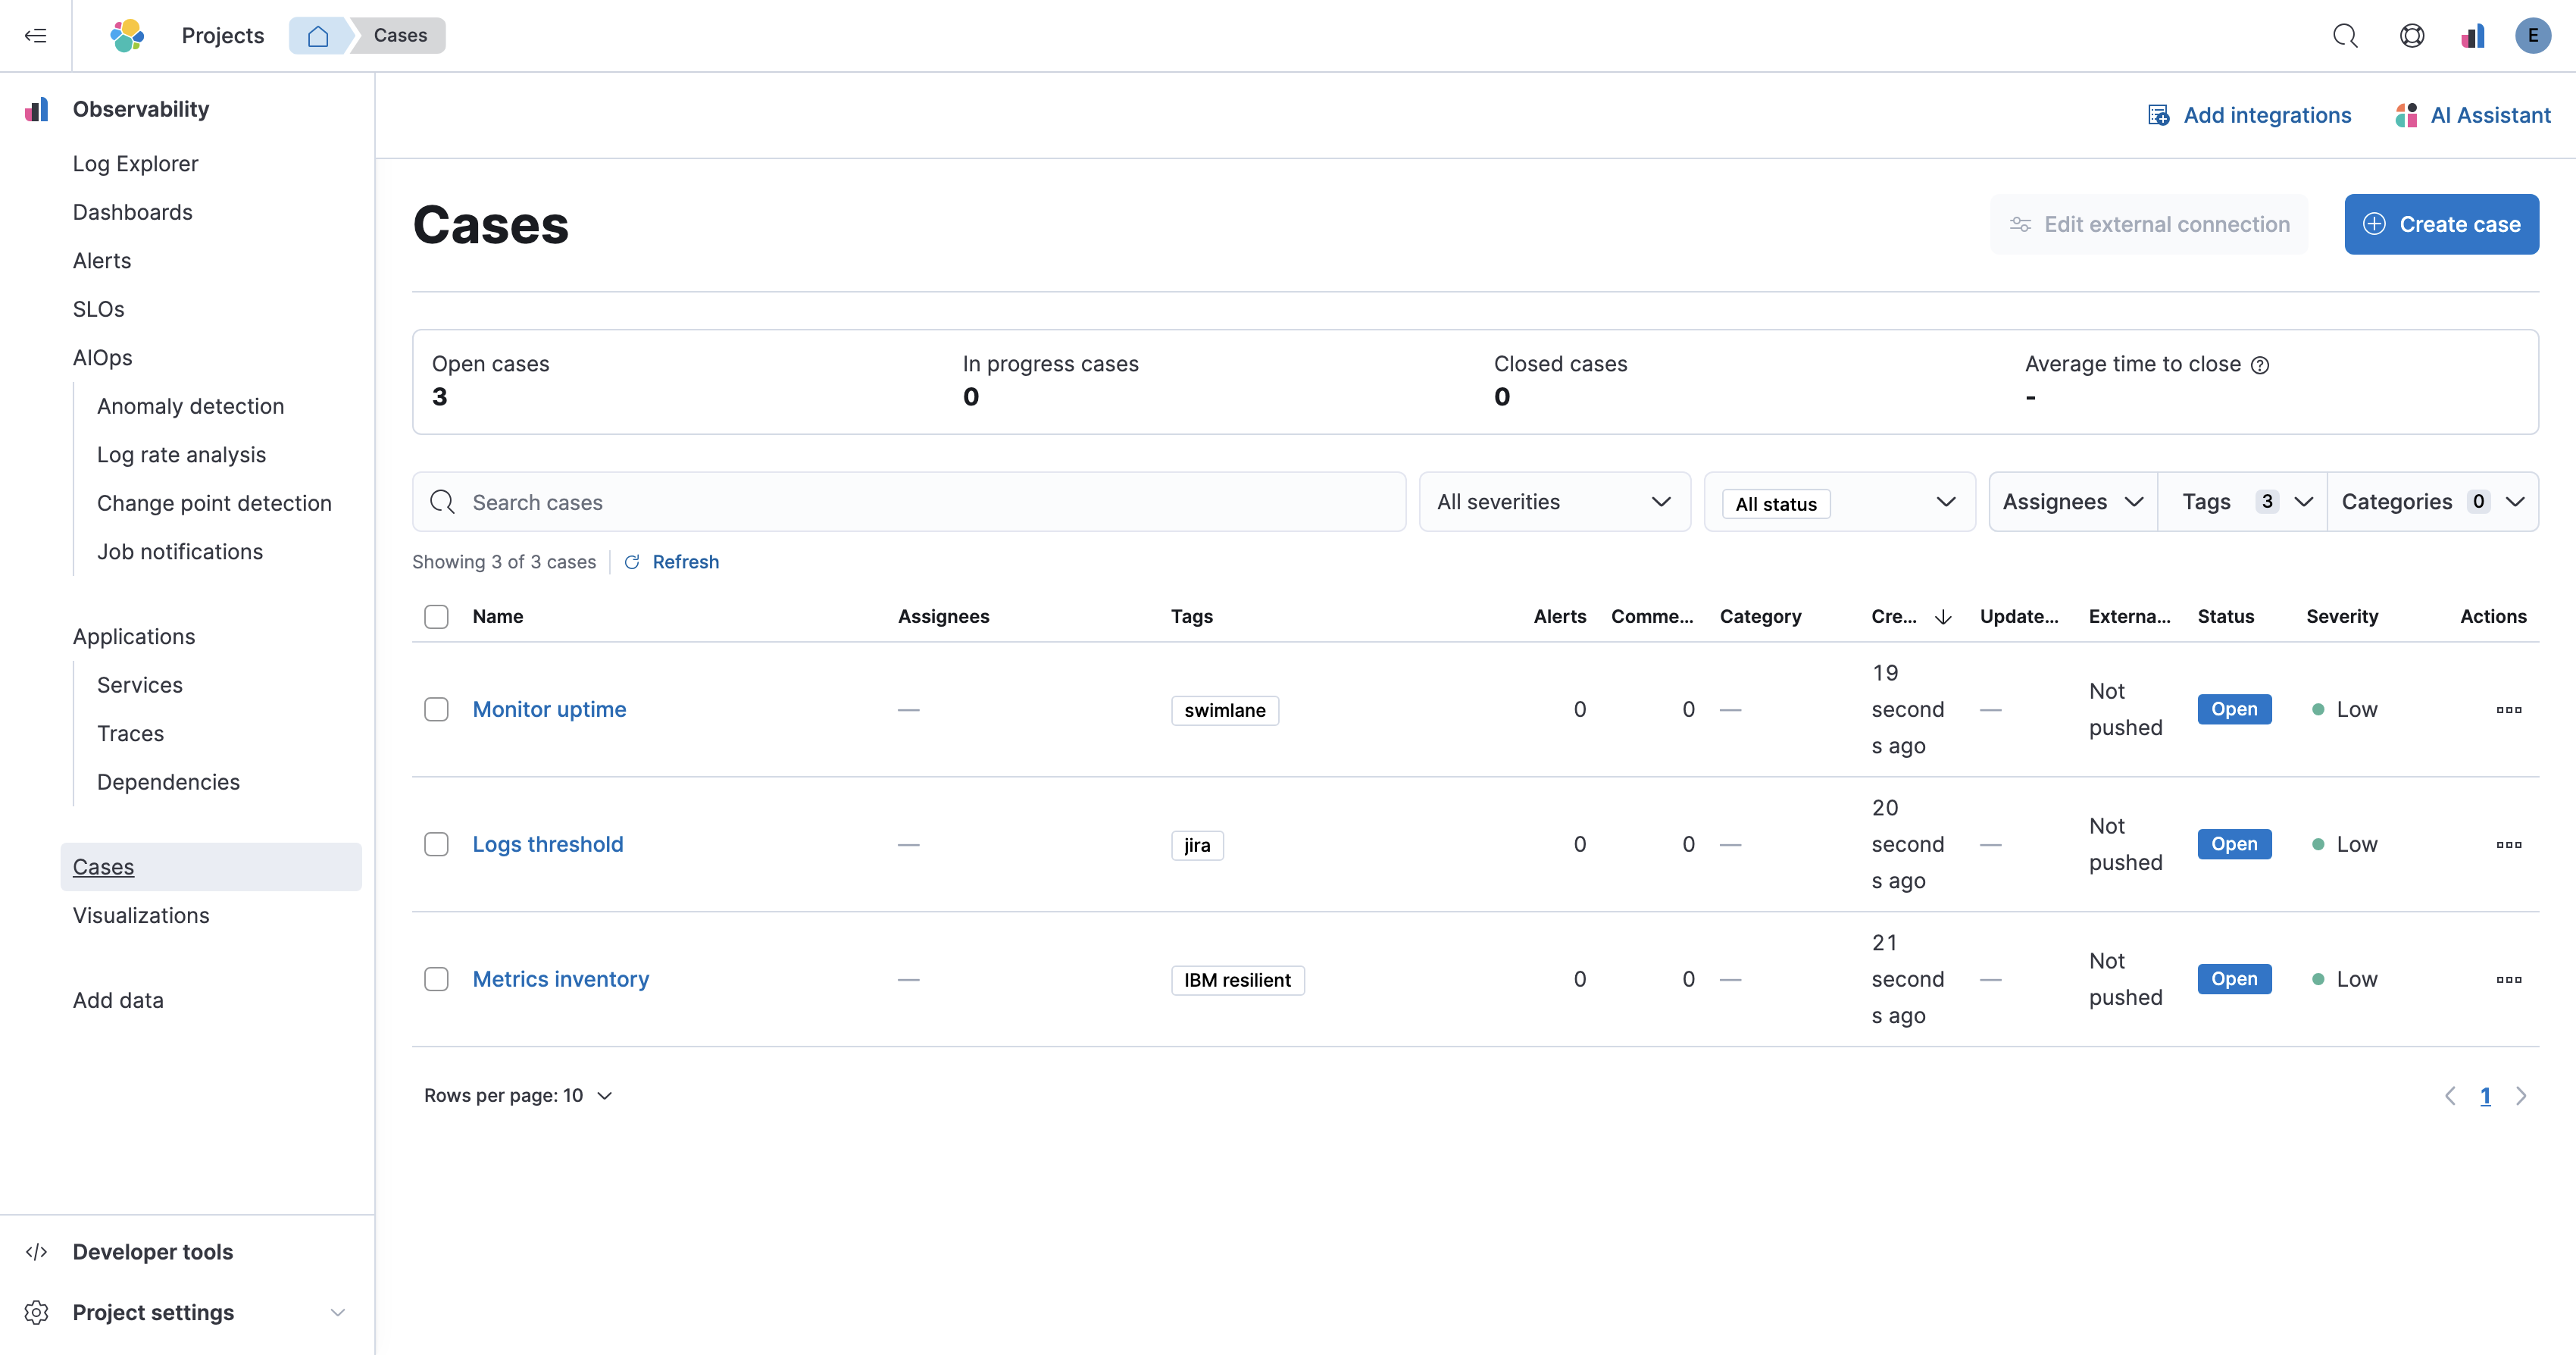 Projects
Cases
E
Observability
Log Explorer
Dashboards
Alerts
SLOs
AIOps
Anomaly detection
Log rate analysis
Change point detection
Job notifications
Applications
Services
Traces
Dependencies
Cases
Visualizations
Add data
Developer tools
Project settings
Add integrations
AI Assistant
Cases
Edit external connection
Create case
Open cases
3
In progress cases
0
Closed cases
0
Average time to close
-
Search cases
All severities
All status
Assignees
Tags 3
Categories 0
Showing 3 of 3 cases
Refresh
Name Assignees Tags Alerts Comme... Category Cre... Update... Externa... Status Severity Actions
Monitor uptime — swimlane 0 0 — 19 — Not Open Low
second pushed
s ago
Logs threshold — jira 0 0 — 20 — Not Open Low
second pushed
s ago
Metrics inventory — IBM resilient 0 0 — 21 — Not Open Low
second pushed
s ago
Rows per page: 10
1